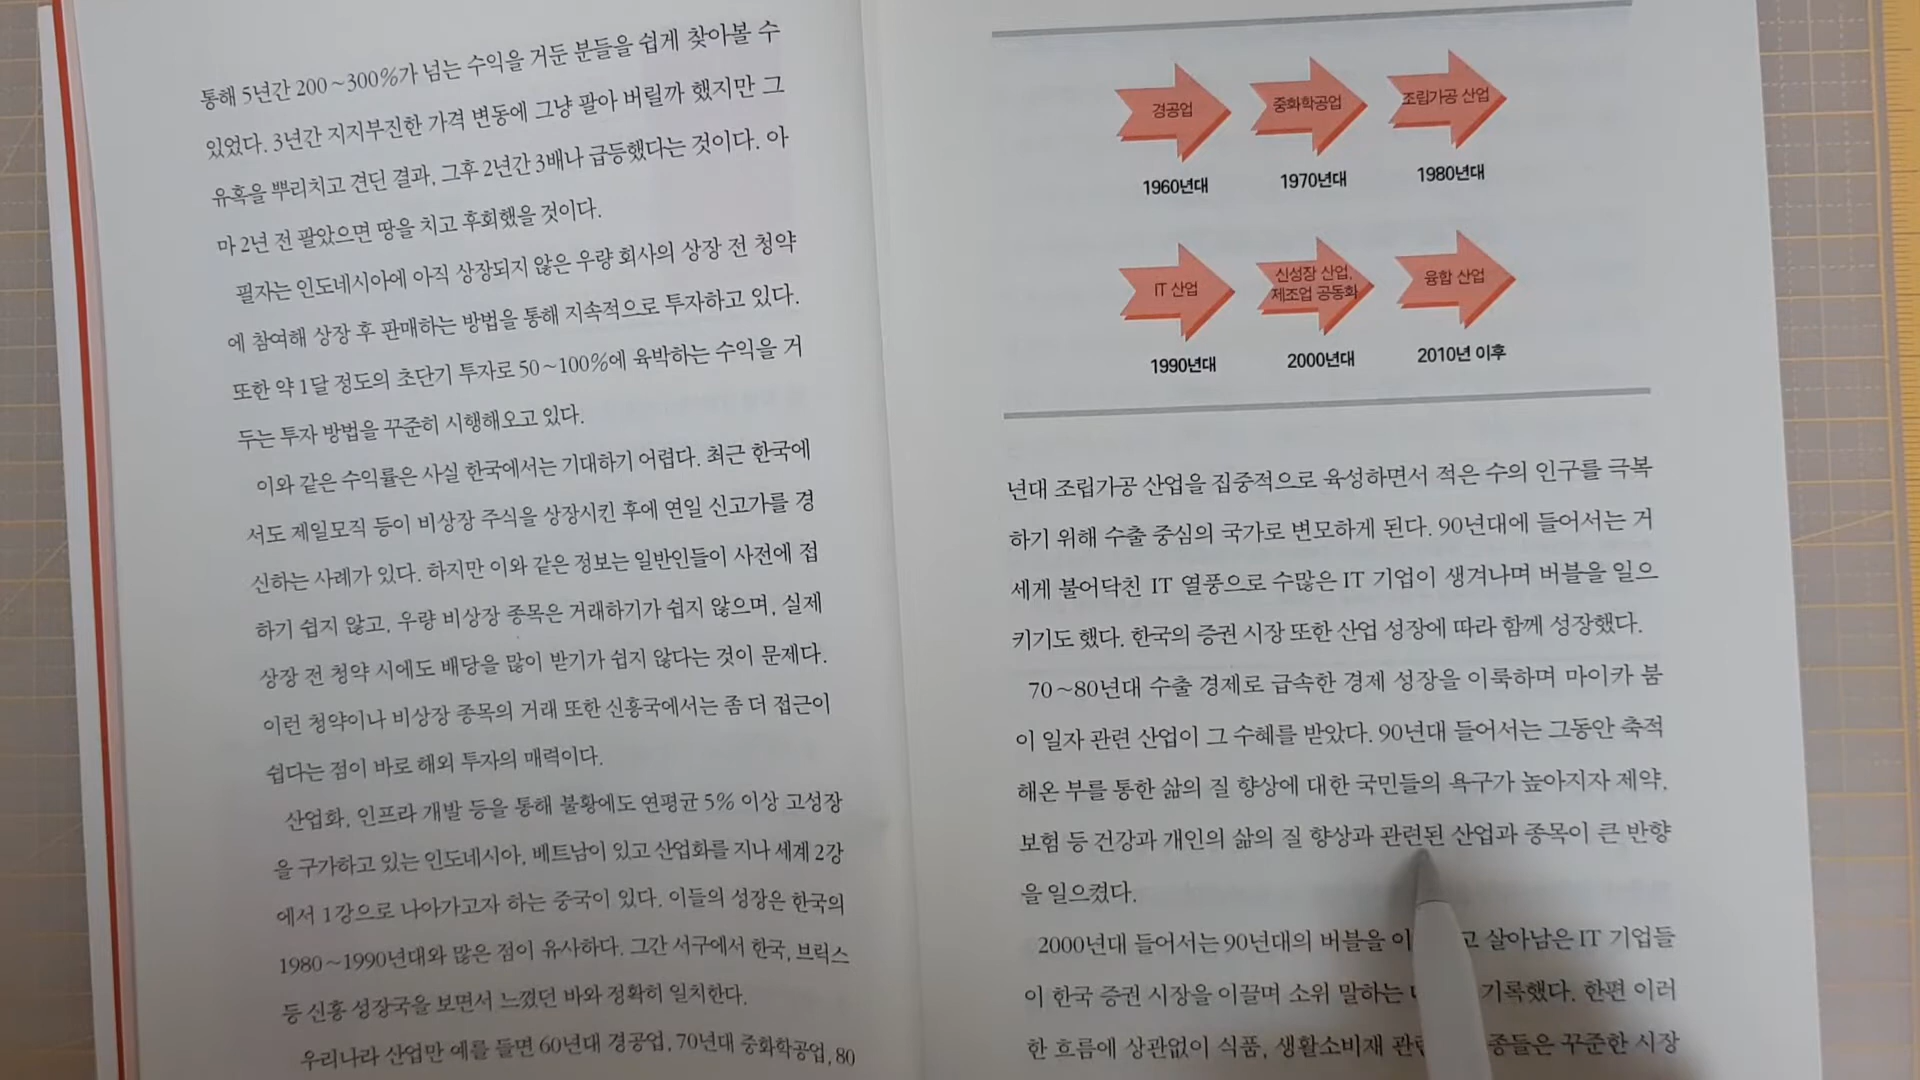 통해 5년간 200~300%가 넘는 수익을 거둔 분들을 쉽게 찾아볼 수
있었다. 3년간 지지부진한 가격 변동에 그냥 팔아 버릴까 했지만 그
유혹을 뿌리치고 견딘 결과, 그후 2년간 3배나 급등했다는 것이다. 아
마 2년 전 팔았으면 땅을 치고 후회했을 것이다.
필자는 인도네시아에 아직 상장되지 않은 우량 회사의 상장 전 청약
에 참여해 상장 후 판매하는 방법을 통해 지속적으로 투자하고 있다.
또한 약 1달 정도의 초단기 투자로 50~100%에 육박하는 수익을 거
두는 투자 방법을 꾸준히 시행해오고 있다.
이와 같은 수익률은 사실 한국에서는 기대하기 어렵다. 최근 한국에
서도 제일모직 등이 비상장 주식을 상장시킨 후에 연일 신고가를 경
신하는 사례가 있다. 하지만 이와 같은 정보는 일반인들이 사전에 접
하기 쉽지 않고, 우량 비상장 종목은 거래하기가 쉽지 않으며, 실제
상장 전 청약 시에도 배당을 많이 받기가 쉽지 않다는 것이 문제다.
이런 청약이나 비상장 종목의 거래 또한 신흥국에서는 좀 더 접근이
쉽다는 점이 바로 해외 투자의 매력이다.
산업화, 인프라 개발 등을 통해 불황에도 연평균 5% 이상 고성장
을 구가하고 있는 인도네시아, 베트남이 있고 산업화를 지나 세계 2강
에서 1강으로 나아가고자 하는 중국이 있다. 이들의 성장은 한국의
1980~1990년대와 많은 점이 유사하다. 그간 서구에서 한국, 브릭스
등 신흥 성장국을 보면서 느꼈던 바와 정확히 일치한다.
우리나라 산업만 예를 들면 60년대 경공업, 70년대 중화학공업, 80
경공업 중화학공업 조립가공 산업
1960년대 1970년대 1980년대
IT 산업 신성장 산업, 제조업 공동화 융합 산업
1990년대 2000년대 2010년 이후
년대 조립가공 산업을 집중적으로 육성하면서 적은 수의 인구를 극복
하기 위해 수출 중심의 국가로 변모하게 된다. 90년대에 들어서는 거
세게 불어닥친 IT 열풍으로 수많은 IT 기업이 생겨나며 버블을 일으
키기도 했다. 한국의 증권 시장 또한 산업 성장에 따라 함께 성장했다.
70~80년대 수출 경제로 급속한 경제 성장을 이룩하며 마이카 붐
이 일자 관련 산업이 그 수혜를 받았다. 90년대 들어서는 그동안 축적
해온 부를 통한 삶의 질 향상에 대한 국민들의 욕구가 높아지자 제약,
보험 등 건강과 개인의 삶의 질 향상과 관련된 산업과 종목이 큰 반향
을 일으켰다.
2000년대 들어서는 90년대의 버블을 이 고 살아남은 IT 기업들
이 한국 증권 시장을 이끌며 소위 말하는 기록했다. 한편 이러
한 흐름에 상관없이 식품, 생활소비재 종들은 꾸준한 시장